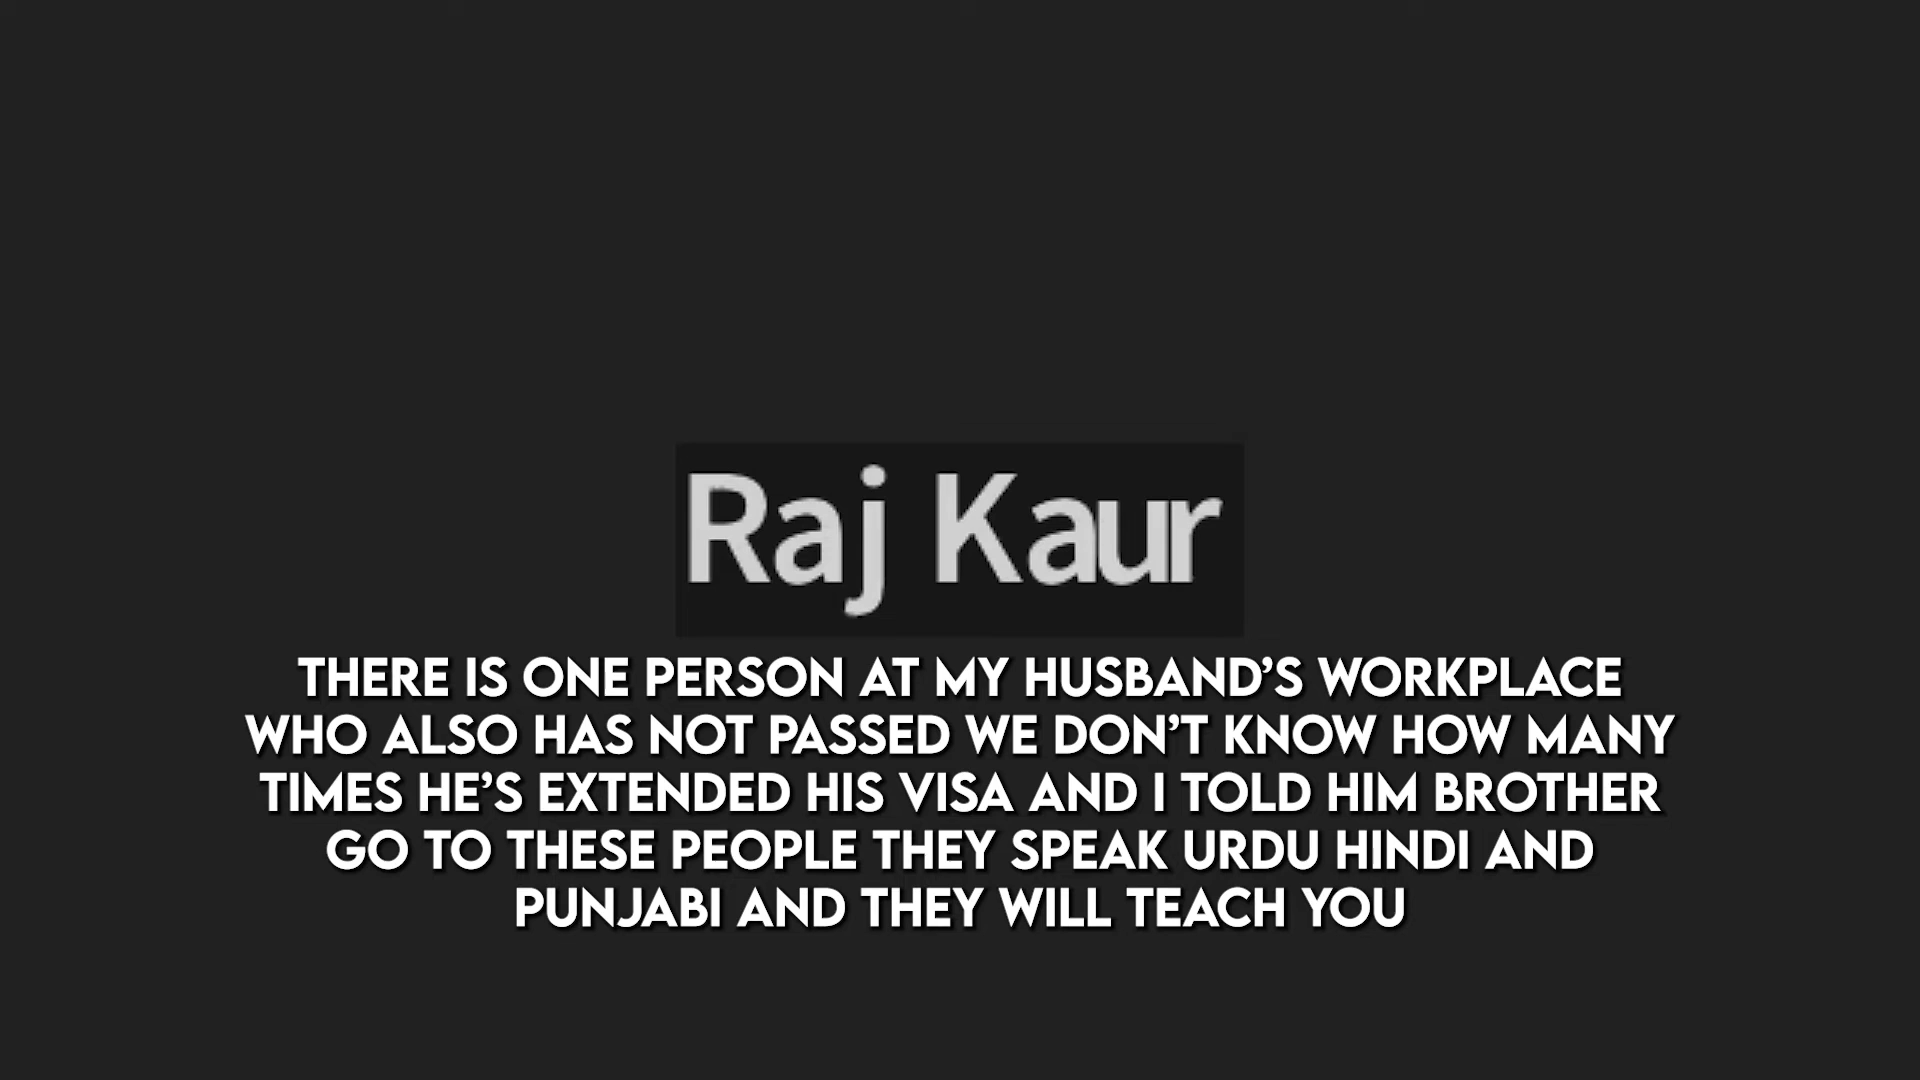 Raj Kaur
THERE IS ONE PERSON AT MY HUSBAND'S WORKPLACE
WHO ALSO HAS NOT PASSED WE DON'T KNOW HOW MANY
TIMES HE'S EXTENDED HIS VISA AND I TOLD HIM BROTHER
GO TO THESE PEOPLE THEY SPEAK URDU HINDI AND
PUNJABI AND THEY WILL TEACH YOU